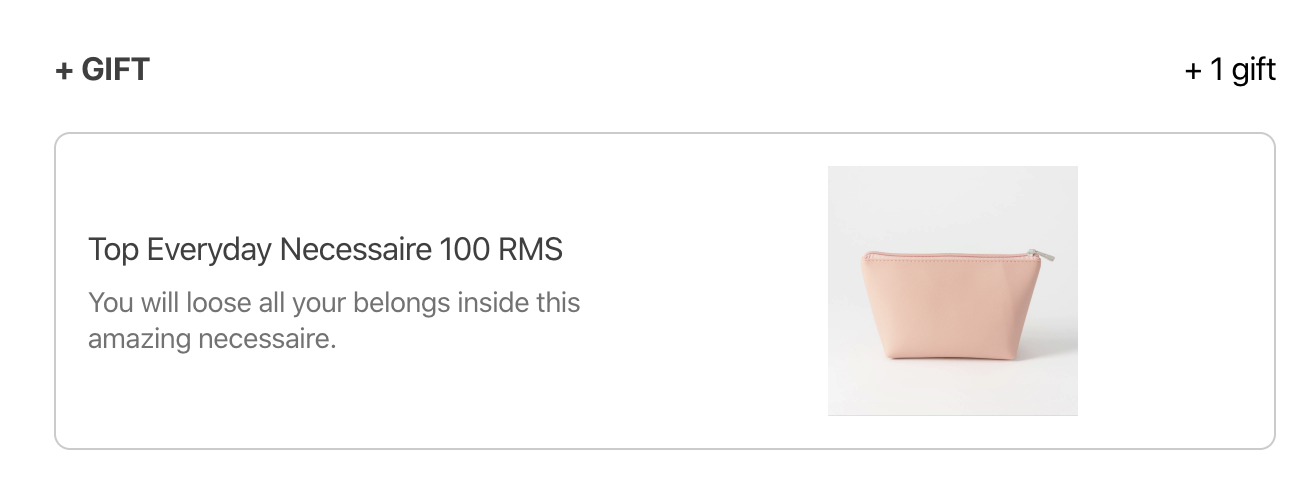 + GIFT
+ 1 gift
Top Everyday Necessaire 100 RMS
You will loose all your belongs inside this
amazing necessaire.